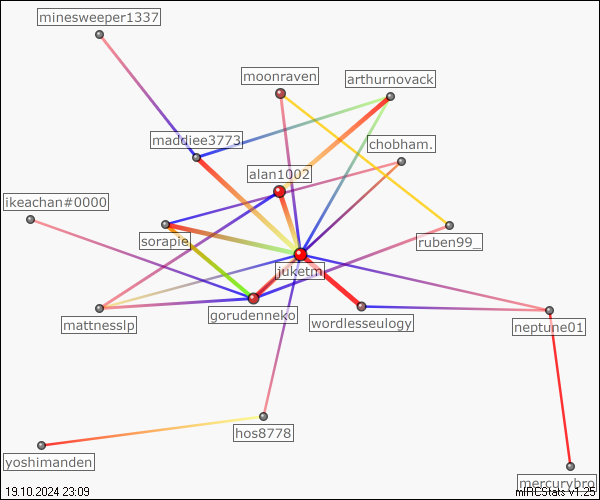 minesweeper1337
moonraven
arthurnovack
maddiee3773
chobham.
alan1002
ikeachan#0000
sorapie
ruben99_
juketm
gorudenneko
wordlesseulogy
mattnesslp
neptune01
hos8778
yoshimanden
mercurybro
19.10.2024 23:09
mIRCStats v1.25